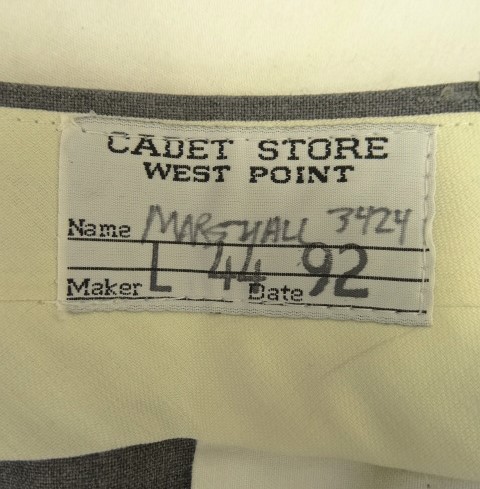 CADET STORE
WEST POINT
Name MARSHALL 3424
Maker L 44 Date 92